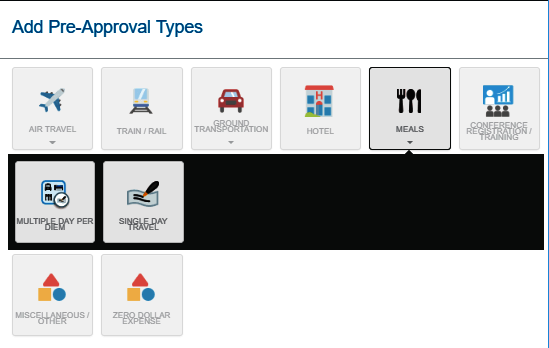 Add Pre-Approval Types
AIR TRAVEL
TRAIN / RAIL
GROUND
TRANSPORTATION
HOTEL
MEALS
CONFERENCE
REGISTRATION /
TRAINING
MULTIPLE DAY PER
DIEM
SINGLE DAY
TRAVEL
MISCELLANEOUS /
OTHER
ZERO DOLLAR
EXPENSE